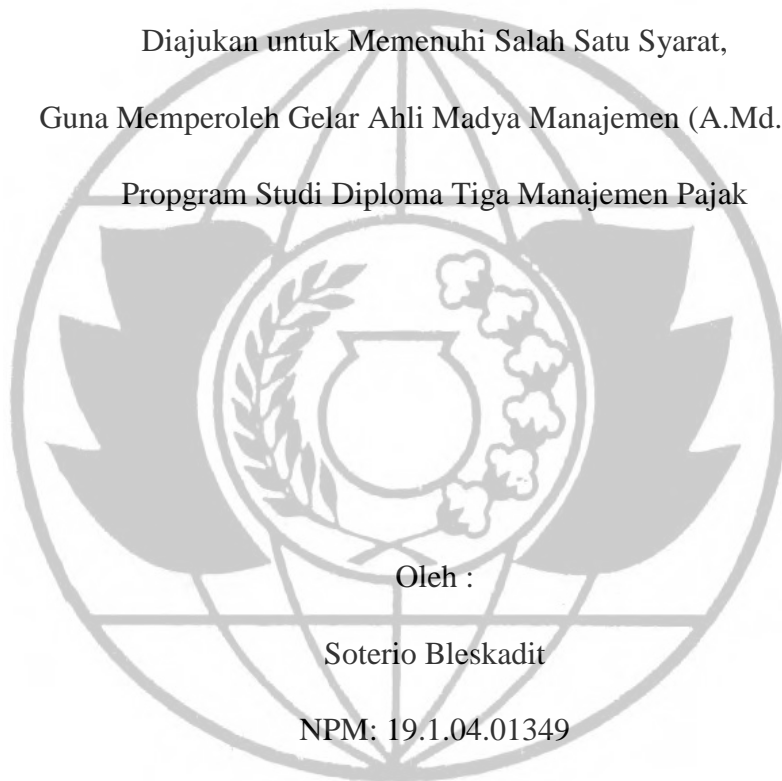 Diajukan untuk Memenuhi Salah Satu Syarat,
Guna Memperoleh Gelar Ahli Madya Manajemen (A.Md.
Propgram Studi Diploma Tiga Manajemen Pajak
Oleh :
Soterio Bleskadit
NPM: 19.1.04.01349